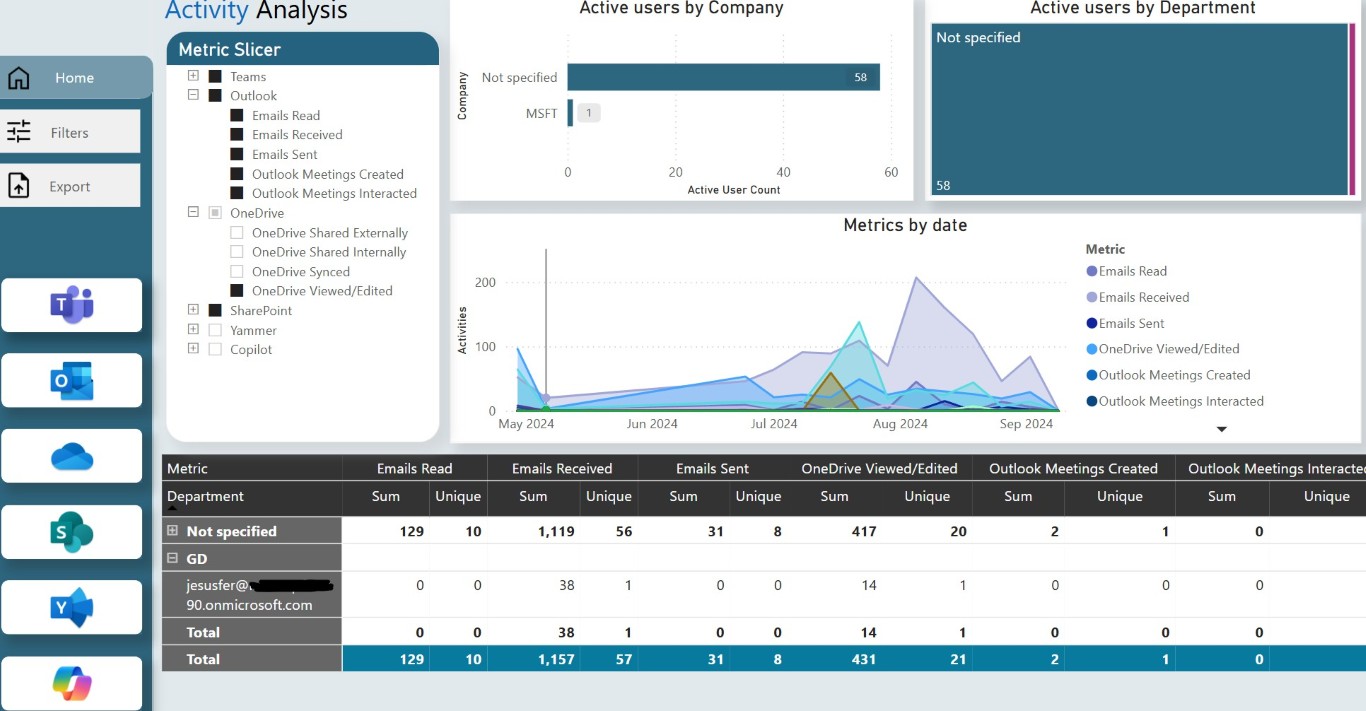 Activity Analysis
Home
Filters
Export
Metric Slicer
Teams
Outlook
Emails Read
Emails Received
Emails Sent
Outlook Meetings Created
Outlook Meetings Interacted
OneDrive
OneDrive Shared Externally
OneDrive Shared Internally
OneDrive Synced
OneDrive Viewed/Edited
SharePoint
Yammer
Copilot
Active users by Company
Company
Not specified
58
MSFT
1
0 20 40 60
Active User Count
Active users by Department
Not specified
58
Metrics by date
Activities
200
100
0
May 2024 Jun 2024 Jul 2024 Aug 2024 Sep 2024
Metric
Emails Read
Emails Received
Emails Sent
OneDrive Viewed/Edited
Outlook Meetings Created
Outlook Meetings Interacted
T
O
S
Y
Metric Emails Read Emails Received Emails Sent OneDrive Viewed/Edited Outlook Meetings Created Outlook Meetings Interacted
Department Sum Unique Sum Unique Sum Unique Sum Unique Sum Unique Sum Unique
Not specified 129 10 1,119 56 31 8 417 20 2 1 0
GD
jesusfer@ 0 0 38 1 0 0 14 1 0 0 0
90.onmicrosoft.com
Total 0 0 38 1 0 0 14 1 0 0 0
Total 129 10 1,157 57 31 8 431 21 2 1 0